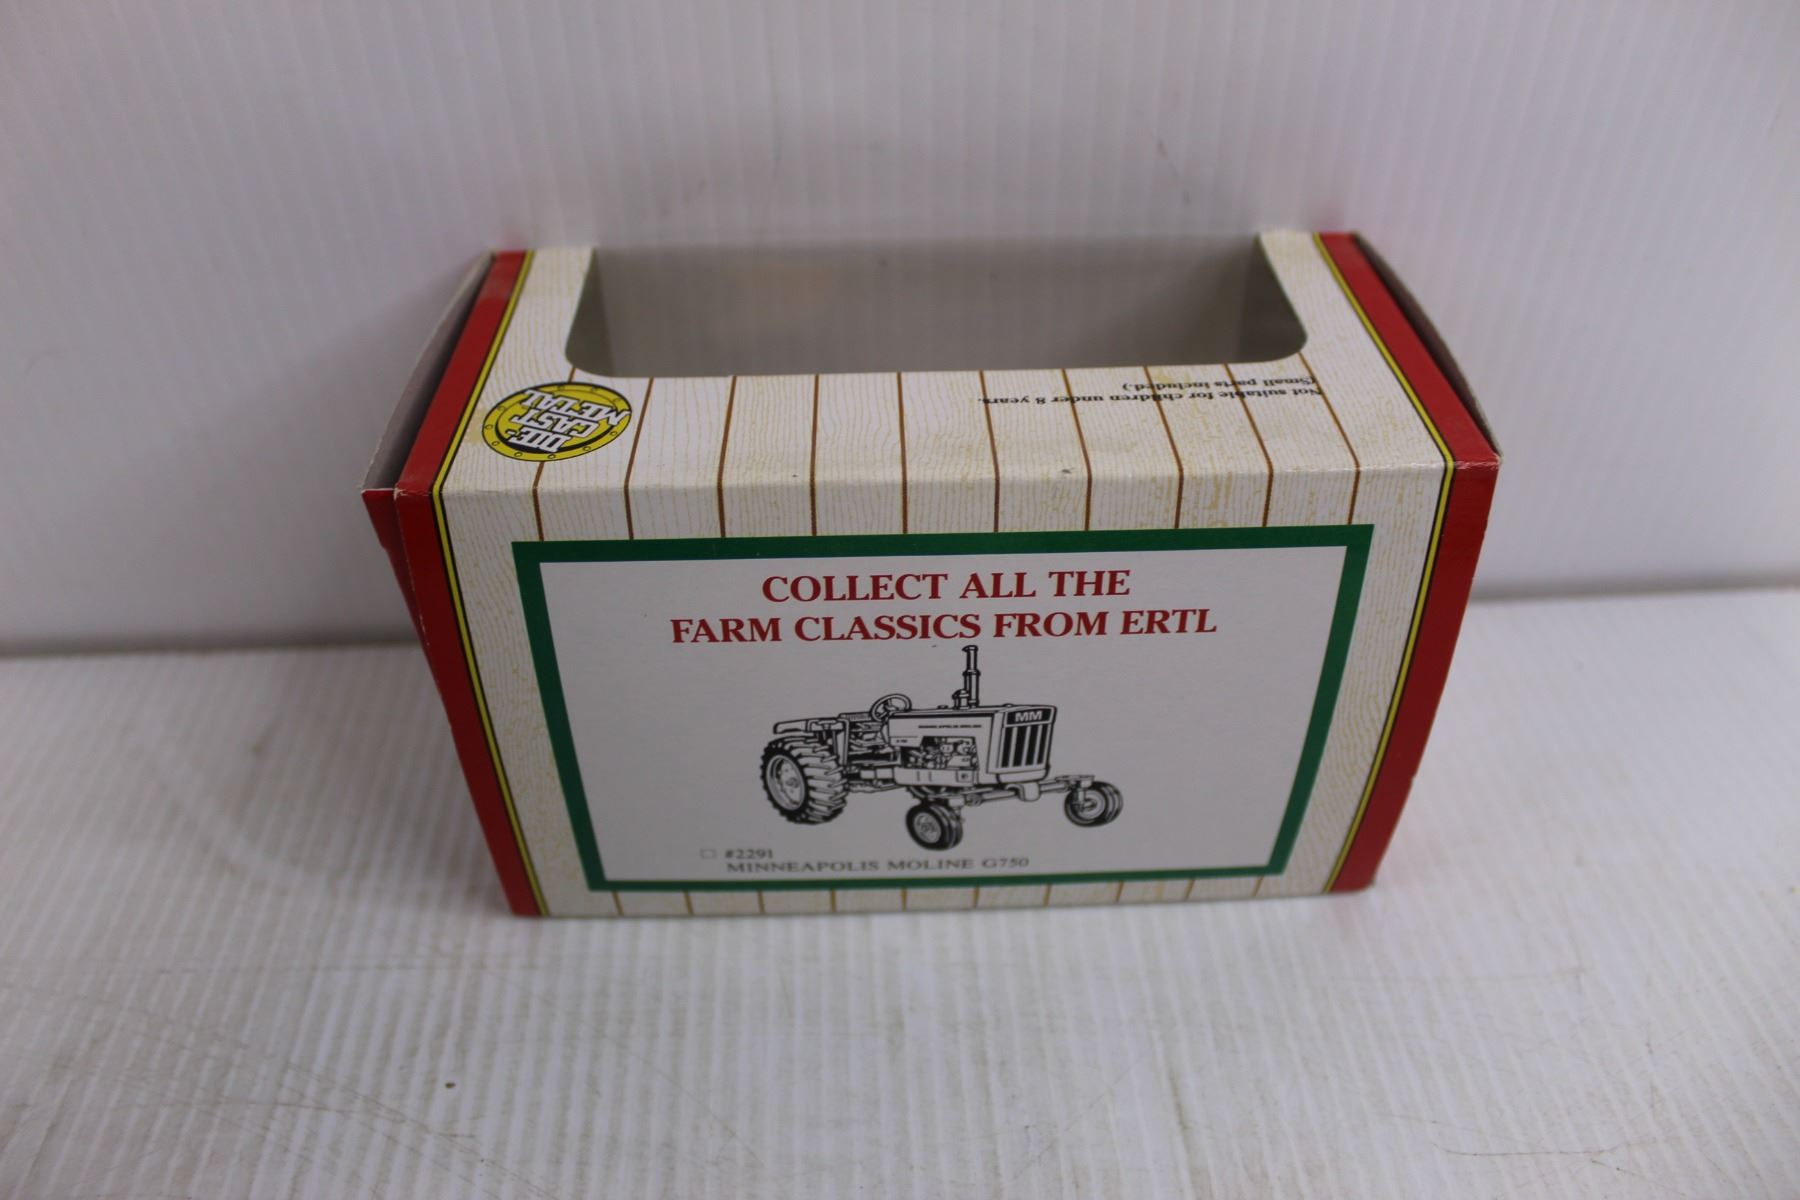 DIE-
CAST
METAL
Not suitable for children under 8 years.
(Small parts included.)
COLLECT ALL THE
FARM CLASSICS FROM ERTL
MM
#2291
MINNEAPOLIS MOLINE G750